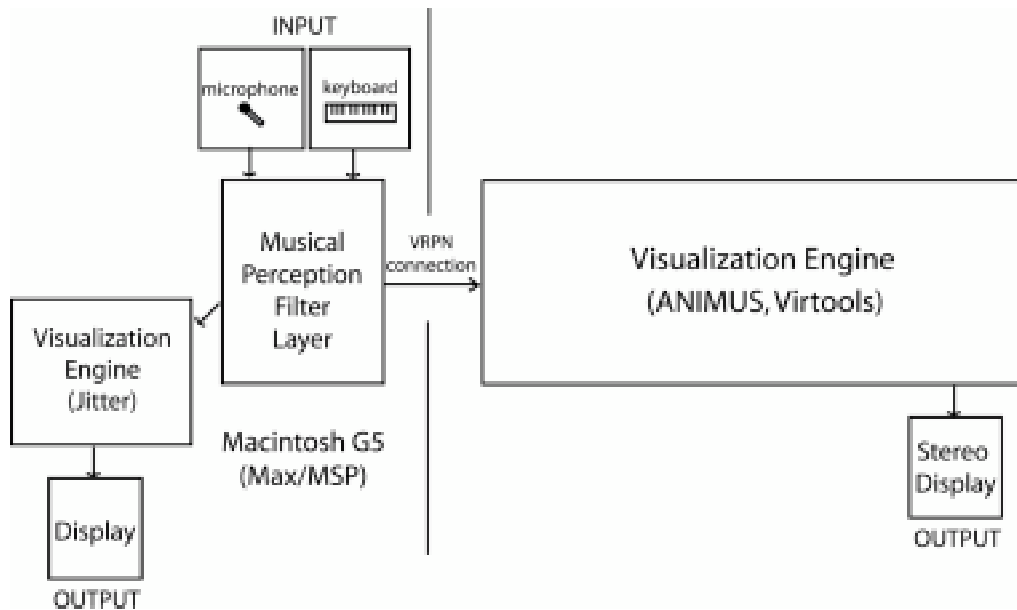 INPUT
microphone
keyboard
Musical
Perception
Filter
Layer
VRPN
connection
Visualization Engine
(ANIMUS, Virtools)
Visualization
Engine
(Jitter)
Macintosh G5
(Max/MSP)
Display
OUTPUT
Stereo
Display
OUTPUT